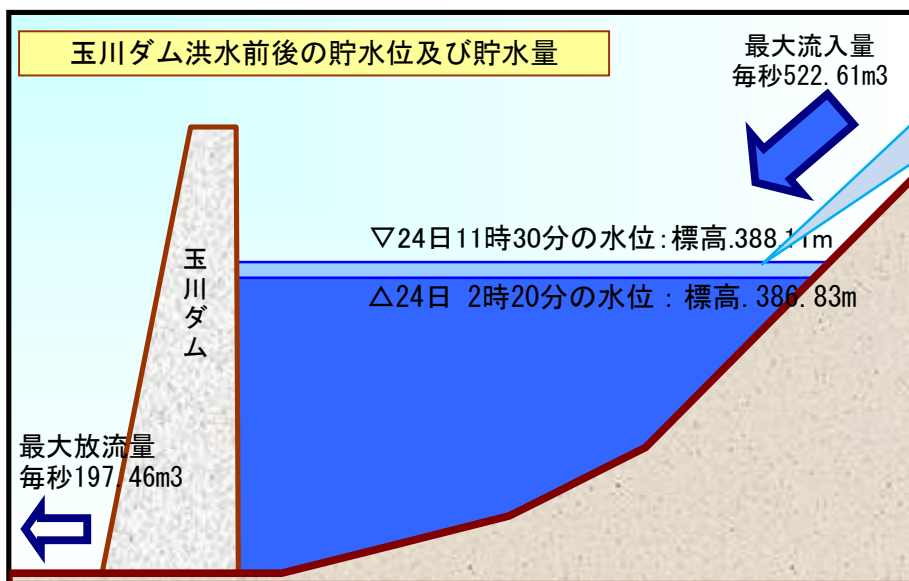 玉川ダム洪水前後の貯水位及び貯水量
最大流入量
毎秒522.61m3
▽24日11時30分の水位:標高.388.11m
△24日 2時20分の水位:標高.386.83m
玉川ダム
最大放流量
毎秒197.46m3